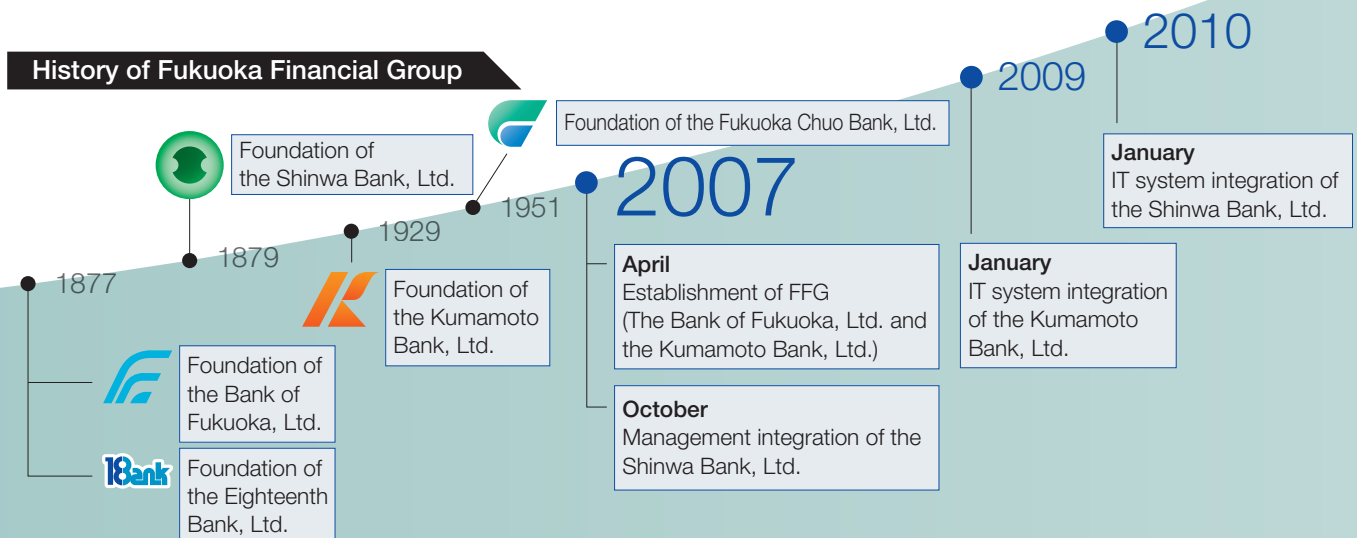 History of Fukuoka Financial Group
1877
Foundation of
the Bank of
Fukuoka, Ltd.
18Bank
Foundation of
the Eighteenth
Bank, Ltd.
1879
Foundation of
the Shinwa Bank, Ltd.
1929
Foundation of
the Kumamoto
Bank, Ltd.
1951
Foundation of the Fukuoka Chuo Bank, Ltd.
2007
April
Establishment of FFG
(The Bank of Fukuoka, Ltd. and
the Kumamoto Bank, Ltd.)
October
Management integration of the
Shinwa Bank, Ltd.
2009
January
IT system integration
of the Kumamoto
Bank, Ltd.
2010
January
IT system integration of
the Shinwa Bank, Ltd.